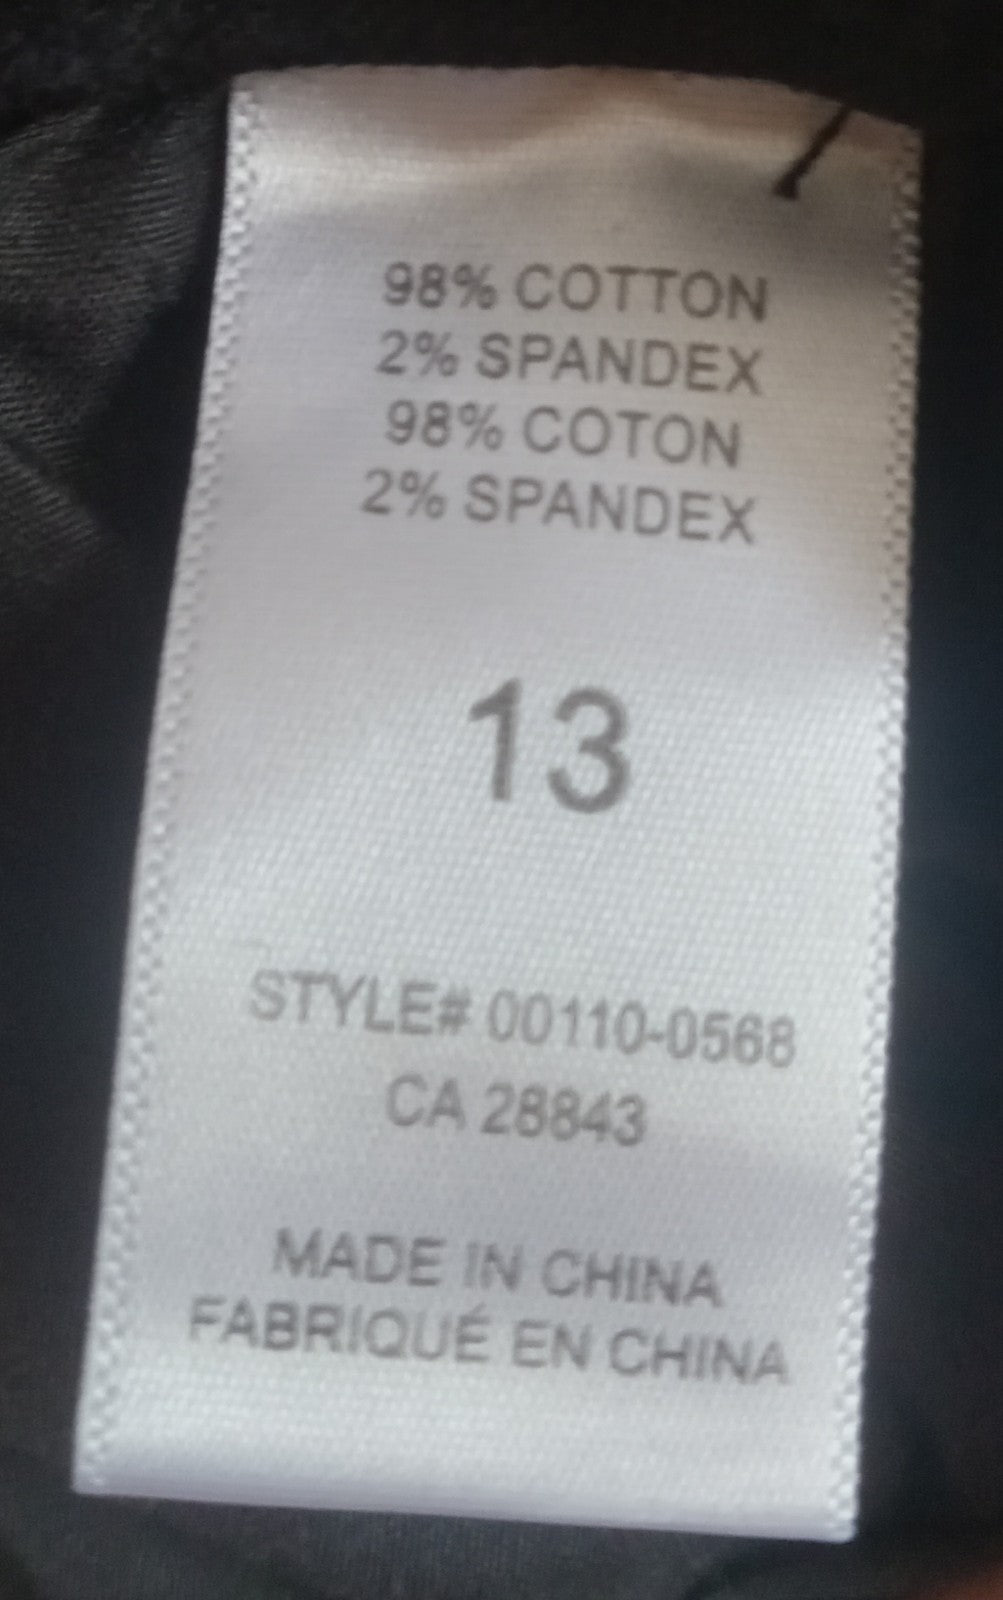 98% COTTON
2% SPANDEX
98% COTON
2% SPANDEX
13
STYLE# 00110-0568
CA 28843
MADE IN CHINA
FABRIQUÉ EN CHINA